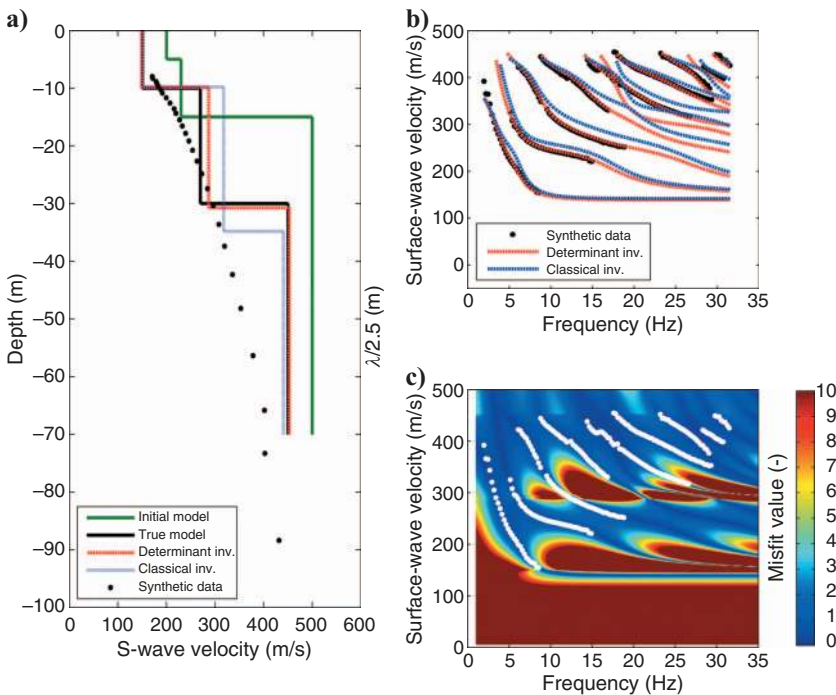 a)
0
−10
−20
−30
−40
−50
−60
−70
−80
−90
−100
Depth (m)
λ/2.5 (m)
Initial model
True model
Determinant inv.
Classical inv.
Synthetic data
0 100 200 300 400 500 600
S-wave velocity (m/s)
b)
500
400
300
200
100
0
Surface-wave velocity (m/s)
Synthetic data
Determinant inv.
Classical inv.
0 5 10 15 20 25 30 35
Frequency (Hz)
c)
500
400
300
200
100
0
Surface-wave velocity (m/s)
0 5 10 15 20 25 30 35
Frequency (Hz)
10
9
8
7
6
5
4
3
2
1
0
Misfit value (-)